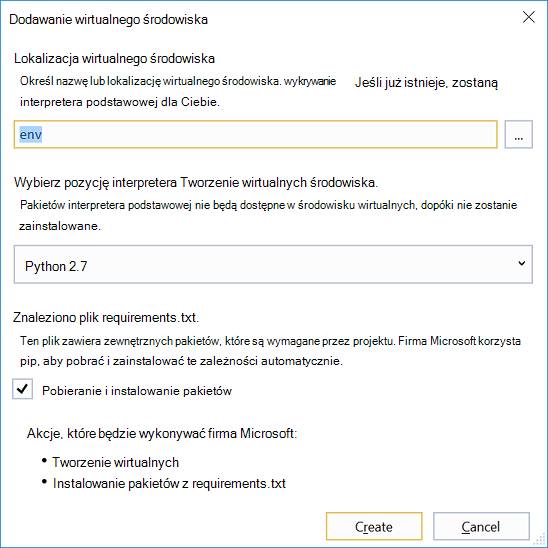 Dodawanie wirtualnego środowiska
Lokalizacja wirtualnego środowiska
Określ nazwę lub lokalizację wirtualnego środowiska. wykrywanie Jeśli już istnieje, zostaną
interpretera podstawowej dla Ciebie.
env
...
Wybierz pozycję interpretera Tworzenie wirtualnych środowiska.
Pakietów interpretera podstawowej nie będą dostępne w środowisku wirtualnych, dopóki nie zostanie
zainstalowane.
Python 2.7
Znaleziono plik requirements.txt.
Ten plik zawiera zewnętrznych pakietów, które są wymagane przez projektu. Firma Microsoft korzysta
pip, aby pobrać i zainstalować te zależności automatycznie.
Pobieranie i instalowanie pakietów
Akcje, które będzie wykonywać firma Microsoft:
• Tworzenie wirtualnych
• Instalowanie pakietów z requirements.txt
Create
Cancel